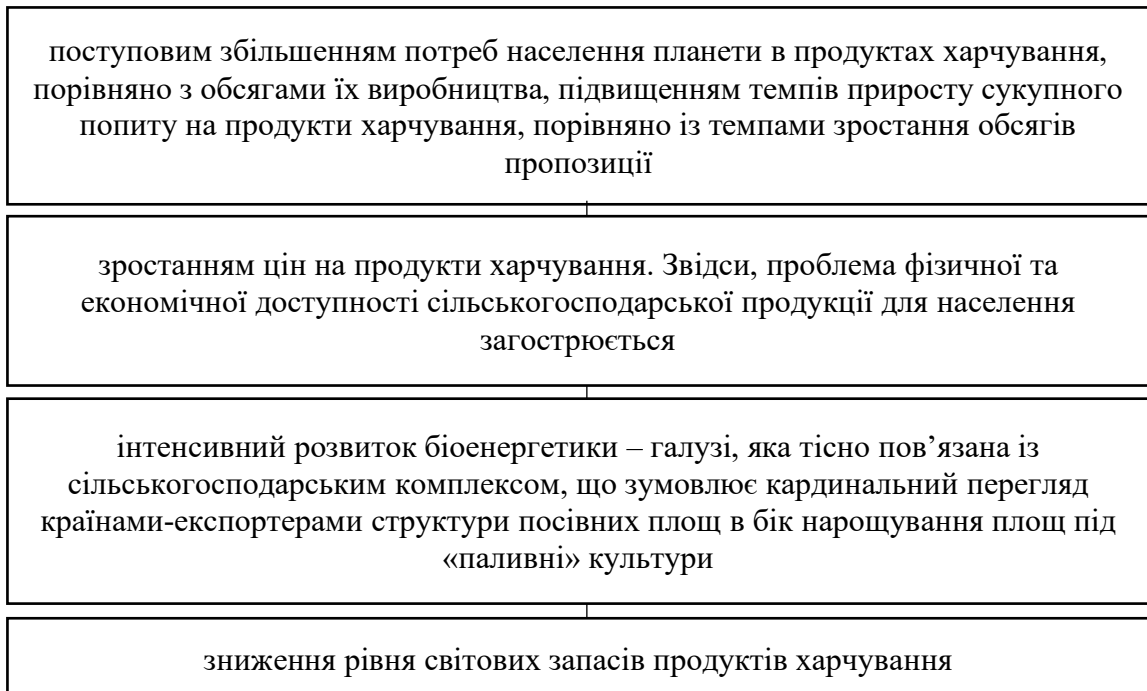 поступовим збільшенням потреб населення планети в продуктах харчування,
порівняно з обсягами їх виробництва, підвищенням темпів приросту сукупного
попиту на продукти харчування, порівняно із темпами зростання обсягів
пропозиції
зростанням цін на продукти харчування. Звідси, проблема фізичної та
економічної доступності сільськогосподарської продукції для населення
загострюється
інтенсивний розвиток біоенергетики – галузі, яка тісно пов’язана із
сільськогосподарським комплексом, що зумовлює кардинальний перегляд
країнами-експортерами структури посівних площ в бік нарощування площ під
«паливні» культури
зниження рівня світових запасів продуктів харчування